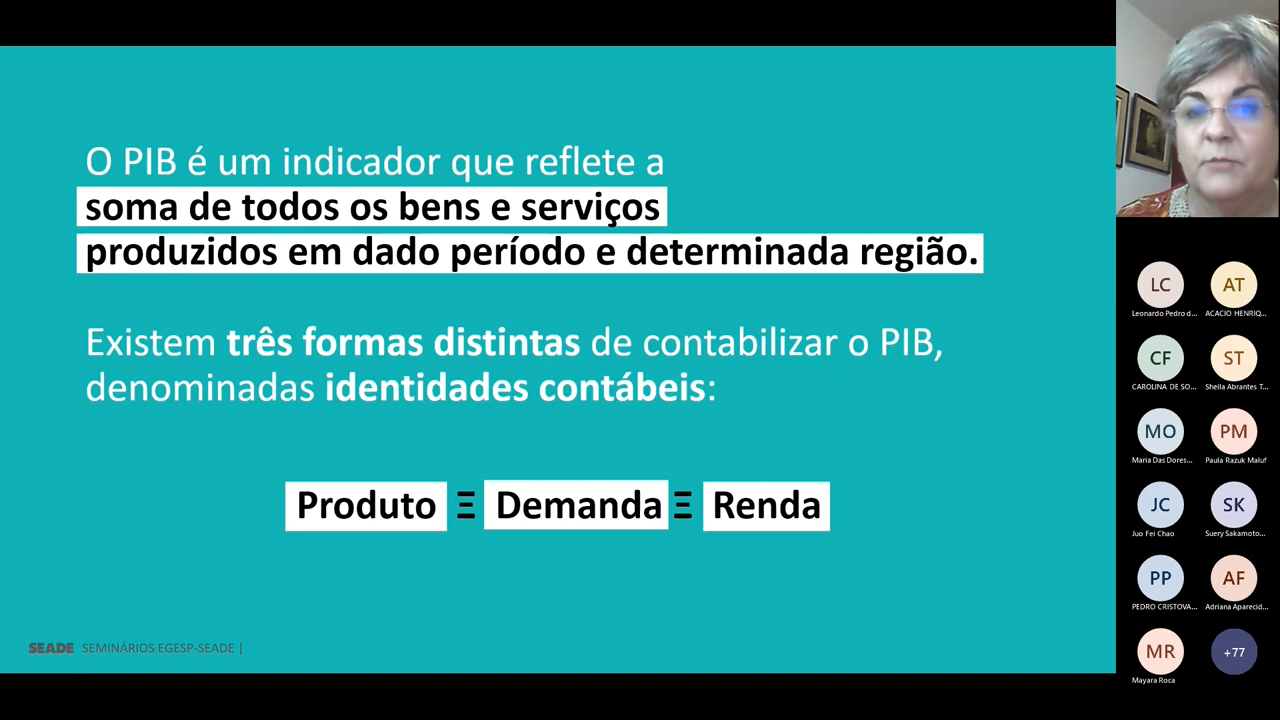 O PIB é um indicador que reflete a
soma de todos os bens e serviços
produzidos em dado período e determinada região.
Existem três formas distintas de contabilizar o PIB,
denominadas identidades contábeis:
Produto Ξ Demanda Ξ Renda
SEADE SEMINÁRIOS EGESP-SEADE |
LC AT
Leonardo Pedro d... ACACIO HENRIQ...
CF ST
CAROLINA DE SO... Sheila Abrantes T...
MO PM
Maria Das Dores... Paula Razuk Maluf
JC SK
Juo Fei Chao Suery Sakamoto...
PP AF
PEDRO CRISTOVA... Adriana Aparecid...
MR +77
Mayara Roca